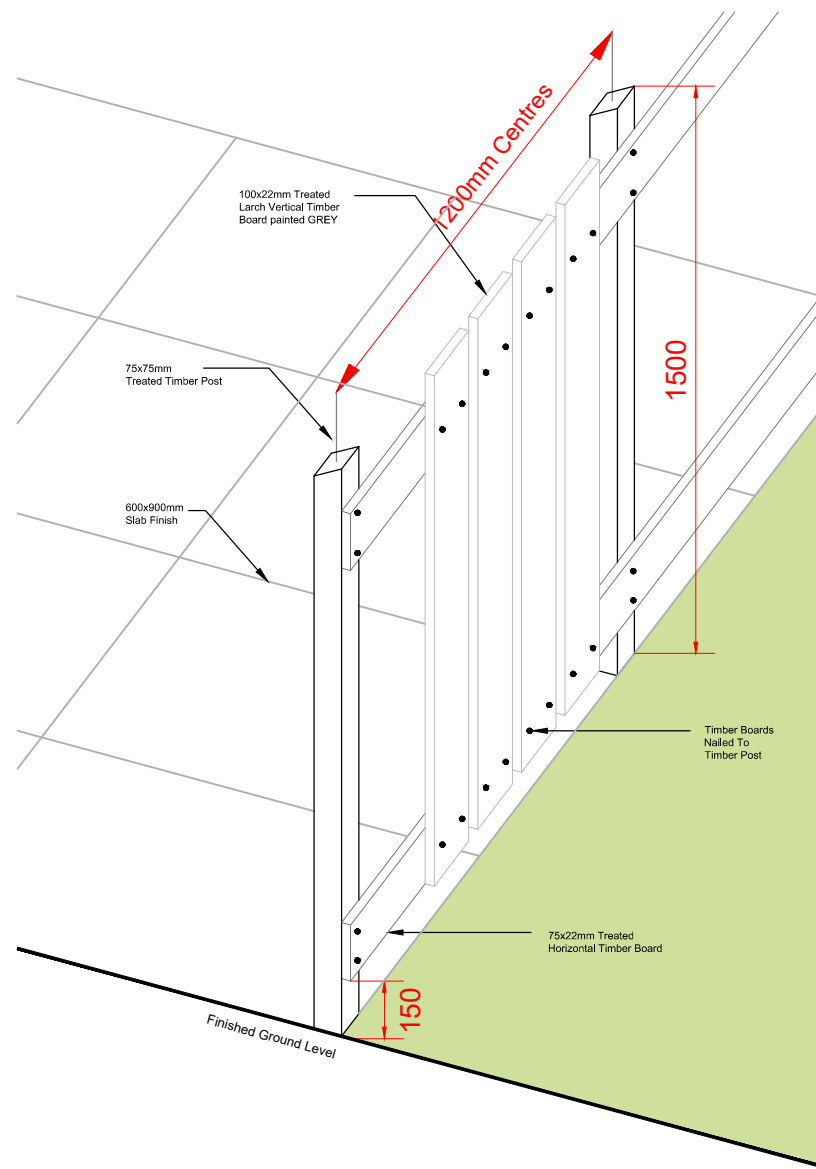 1200mm Centres
100x22mm Treated
Larch Vertical Timber
Board painted GREY
1500
75x75mm
Treated Timber Post
600x900mm
Slab Finish
Timber Boards
Nailed To
Timber Post
75x22mm Treated
Horizontal Timber Board
150
Finished Ground Level